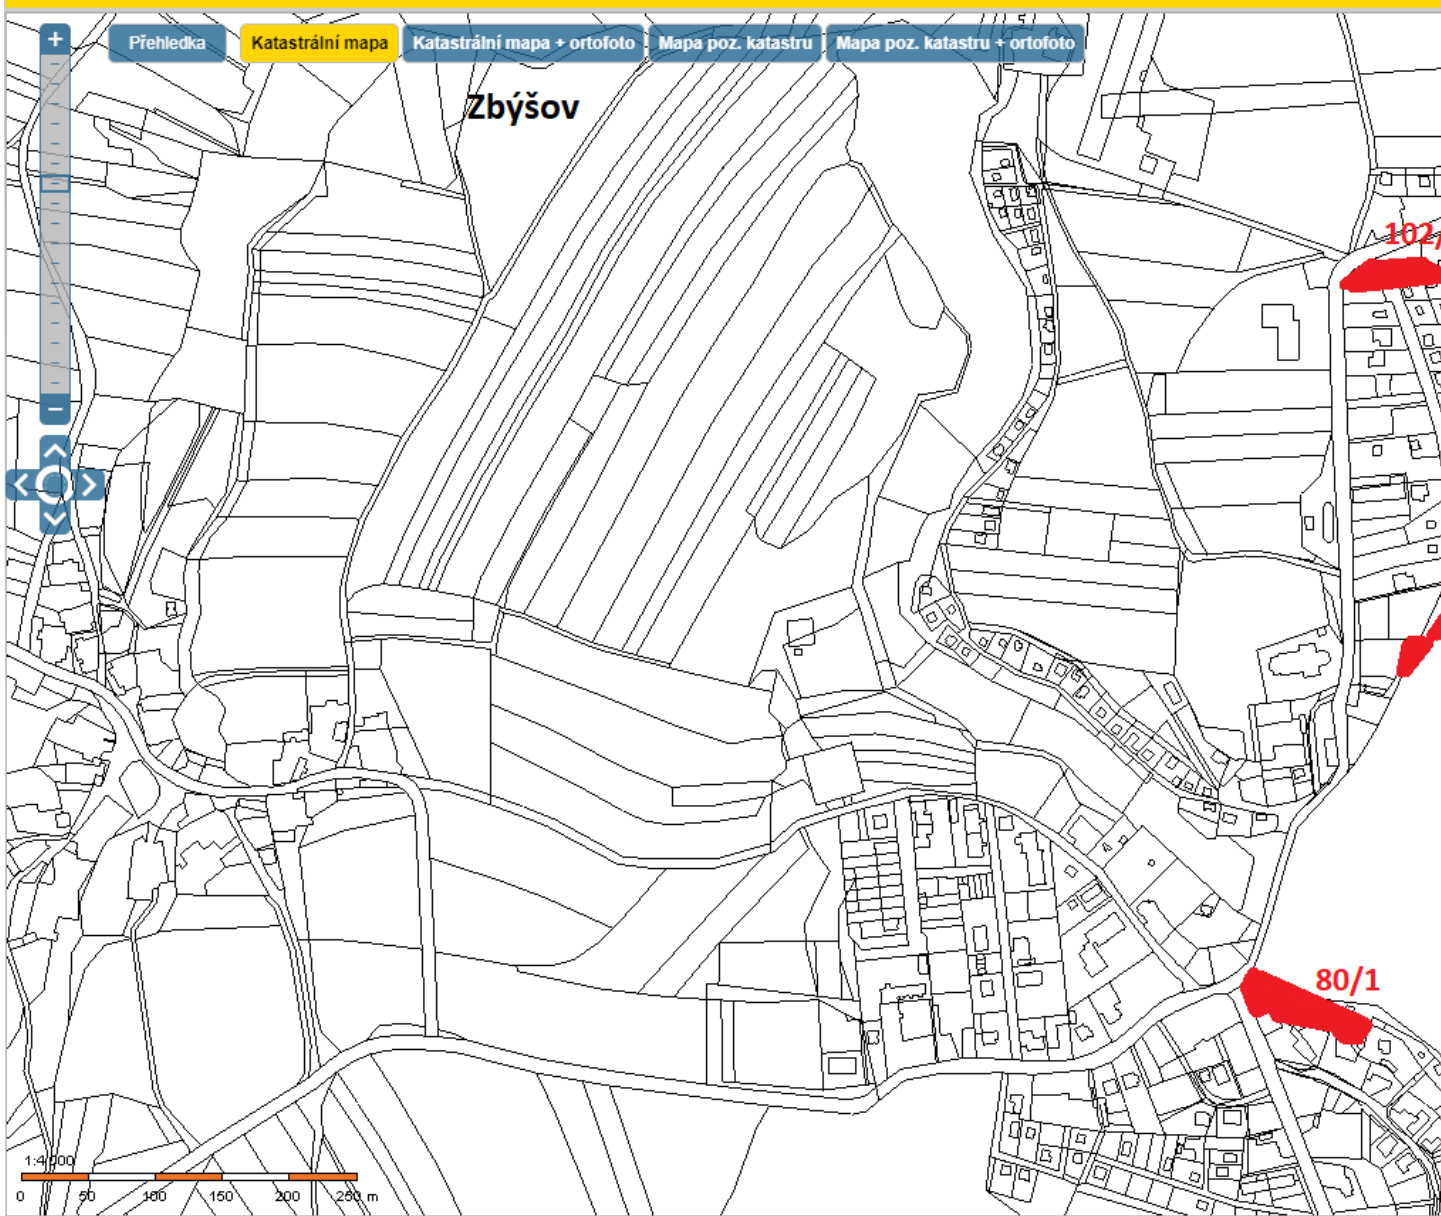 Přehledka
Katastrální mapa
Katastrální mapa + ortofoto
Mapa poz. katastru
Mapa poz. katastru + ortofoto
Zbýšov
102/
80/1
1:4 000
0 50 100 150 200 250 m